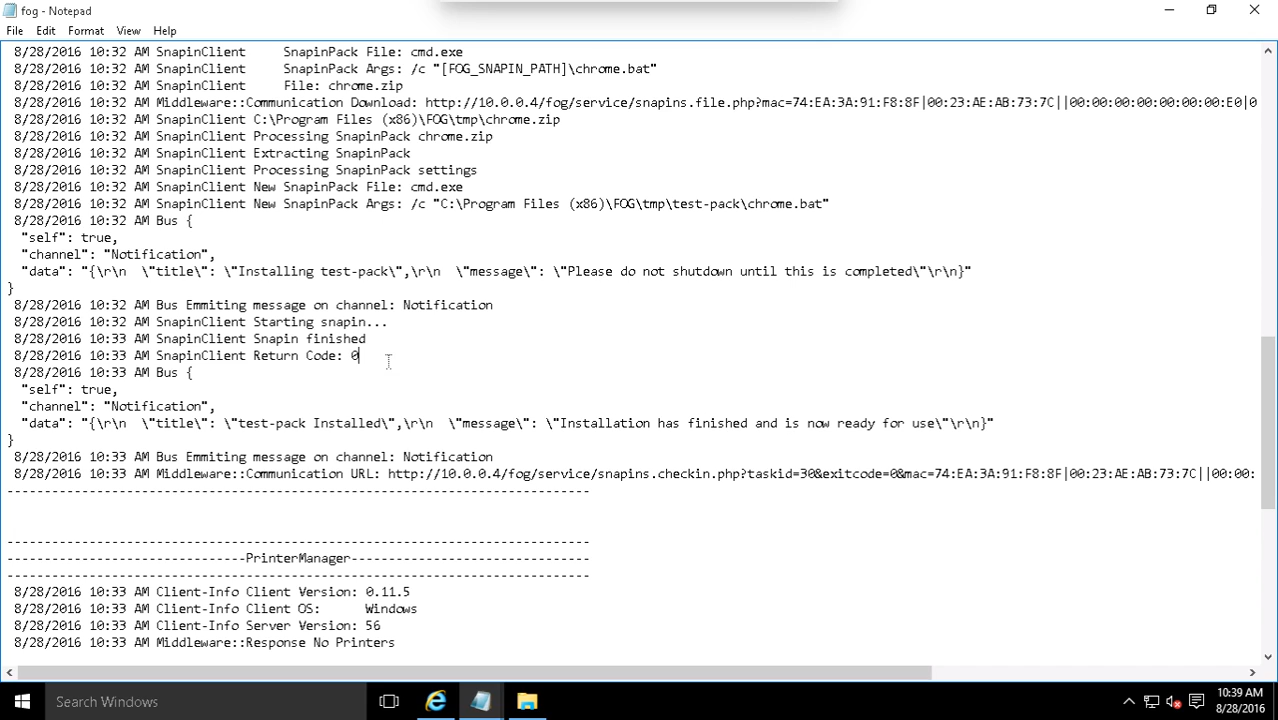 fog - Notepad
File Edit Format View Help
8/28/2016 10:32 AM SnapinClient     SnapinPack File: cmd.exe
8/28/2016 10:32 AM SnapinClient     SnapinPack Args: /c "[FOG_SNAPIN_PATH]\chrome.bat"
8/28/2016 10:32 AM SnapinClient     File: chrome.zip
8/28/2016 10:32 AM Middleware::Communication Download: http://10.0.0.4/fog/service/snapins.file.php?mac=74:EA:3A:91:F8:8F|00:23:AE:AB:73:7C||00:00:00:00:00:00:00:E0|0
8/28/2016 10:32 AM SnapinClient C:\Program Files (x86)\FOG\tmp\chrome.zip
8/28/2016 10:32 AM SnapinClient Processing SnapinPack chrome.zip
8/28/2016 10:32 AM SnapinClient Extracting SnapinPack
8/28/2016 10:32 AM SnapinClient Processing SnapinPack settings
8/28/2016 10:32 AM SnapinClient New SnapinPack File: cmd.exe
8/28/2016 10:32 AM SnapinClient New SnapinPack Args: /c "C:\Program Files (x86)\FOG\tmp\test-pack\chrome.bat"
8/28/2016 10:32 AM Bus {
"self": true,
"channel": "Notification",
"data": "{\r\n  \"title\": \"Installing test-pack\",\r\n  \"message\": \"Please do not shutdown until this is completed\"\r\n}"
}
8/28/2016 10:32 AM Bus Emmiting message on channel: Notification
8/28/2016 10:32 AM SnapinClient Starting snapin...
8/28/2016 10:33 AM SnapinClient Snapin finished
8/28/2016 10:33 AM SnapinClient Return Code: 0
8/28/2016 10:33 AM Bus {
"self": true,
"channel": "Notification",
"data": "{\r\n  \"title\": \"test-pack Installed\",\r\n  \"message\": \"Installation has finished and is now ready for use\"\r\n}"
}
8/28/2016 10:33 AM Bus Emmiting message on channel: Notification
8/28/2016 10:33 AM Middleware::Communication URL: http://10.0.0.4/fog/service/snapins.checkin.php?taskid=30&exitcode=0&mac=74:EA:3A:91:F8:8F|00:23:AE:AB:73:7C||00:00:
------------------------------------------------------------------------------
------------------------------------------------------------------------------
--------------------------------PrinterManager--------------------------------
------------------------------------------------------------------------------
8/28/2016 10:33 AM Client-Info Client Version: 0.11.5
8/28/2016 10:33 AM Client-Info Client OS:      Windows
8/28/2016 10:33 AM Client-Info Server Version: 56
8/28/2016 10:33 AM Middleware::Response No Printers
Search Windows
10:39 AM
8/28/2016